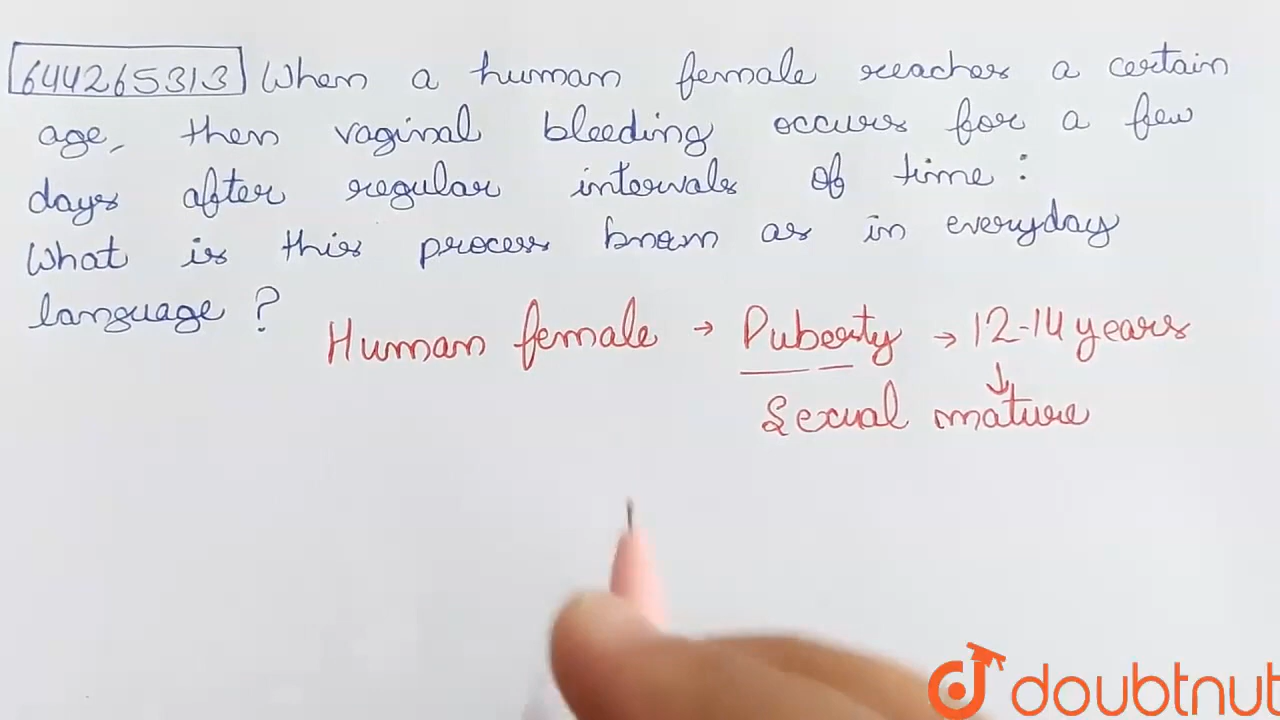 644265313 When a human female reaches a certain
age, then vaginal bleeding occurs for a few
days after regular intervals of time :
What is this process known as in everyday
language ?
Human female → Puberty → 12-14 years
↓
Sexual mature
doubtnut